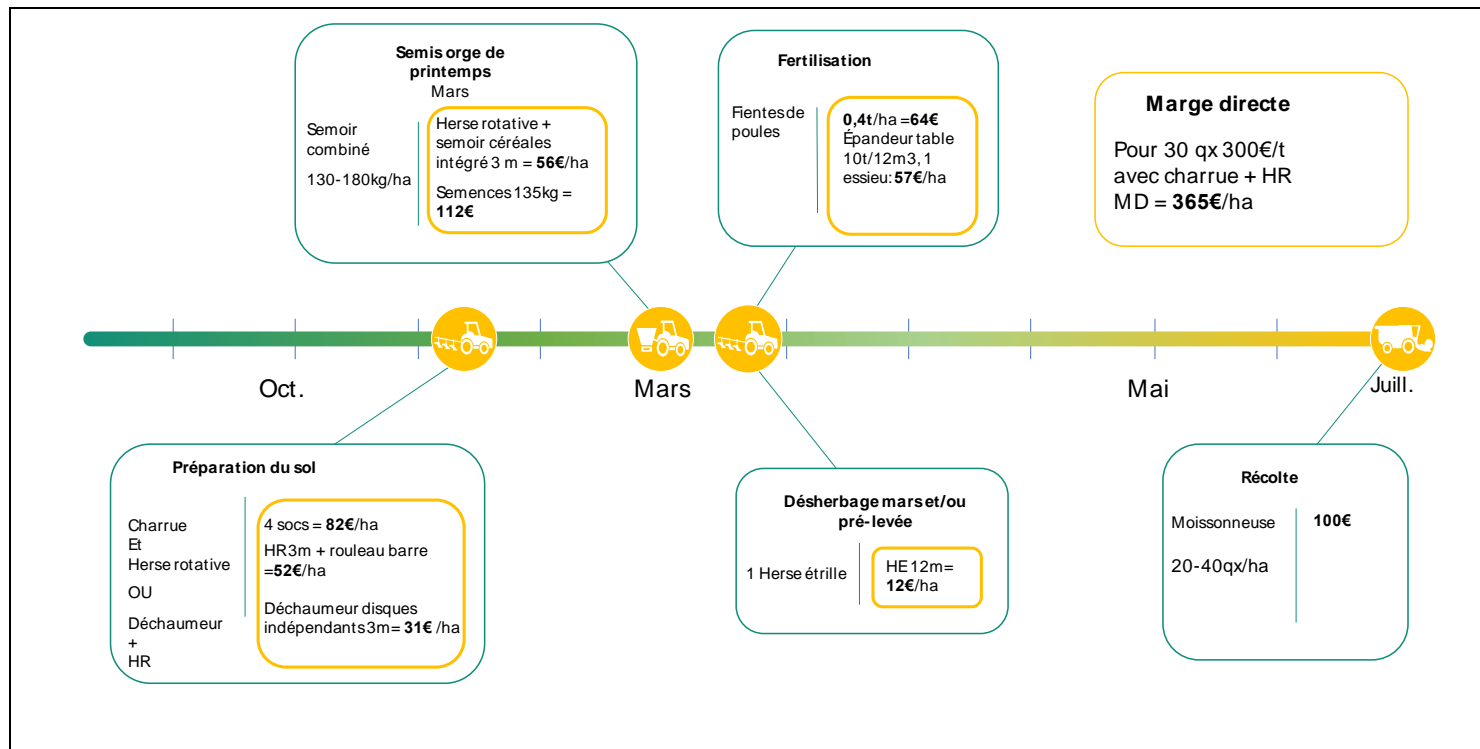 Semis orge de
printemps
Mars
Semoir
combiné
130-180kg/ha
Herse rotative +
semoir céréales
intégré 3 m = 56€/ha
Semences 135kg =
112€
Fertilisation
Fientes de
poules
0,4t/ha = 64€
Épandeur table
10t/12m3, 1
essieu: 57€/ha
Marge directe
Pour 30 qx 300€/t
avec charrue + HR
MD = 365€/ha
Oct.
Mars
Mai
Juill.
Préparation du sol
Charrue
Et
Herse rotative
OU
Déchaumeur
+
HR
4 socs = 82€/ha
HR3m + rouleau barre
=52€/ha
Déchaumeur disques
indépendants 3m= 31€ /ha
Désherbage mars et/ou
pré-levée
1 Herse étrille
HE 12m =
12€/ha
Récolte
Moissonneuse
20-40qx/ha
100€